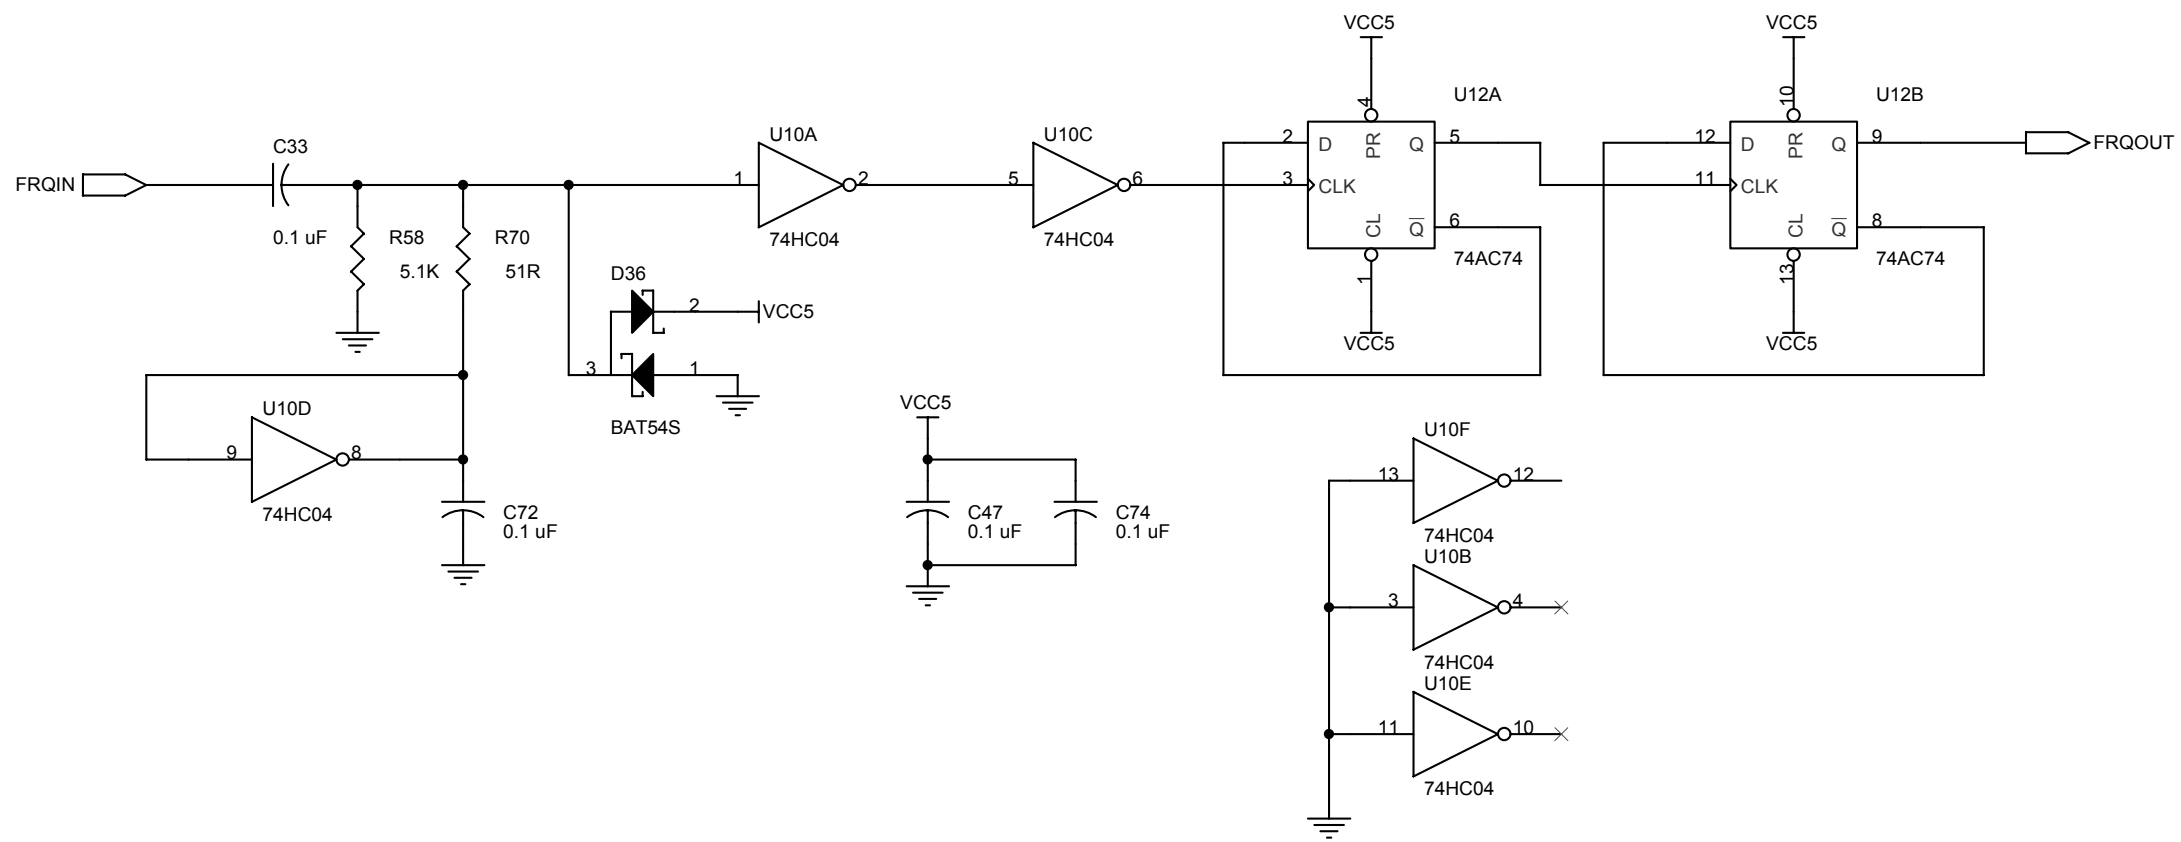 VCC5
VCC5
4
10
U12A
U12B
U10A
U10C
C33
2
D
PR
Q
5
12
D
PR
Q
9
FRQOUT
FRQIN
1
2
5
6
3
CLK
11
CLK
0.1 uF
R58
R70
74HC04
74HC04
CL
Q
6
CL
Q
8
5.1K
51R
74AC74
74AC74
D36
1
13
2
VCC5
VCC5
VCC5
3
1
U10D
BAT54S
VCC5
U10F
9
8
13
12
74HC04
C72
0.1 uF
C47
0.1 uF
C74
0.1 uF
74HC04
U10B
3
4
74HC04
U10E
11
10
74HC04